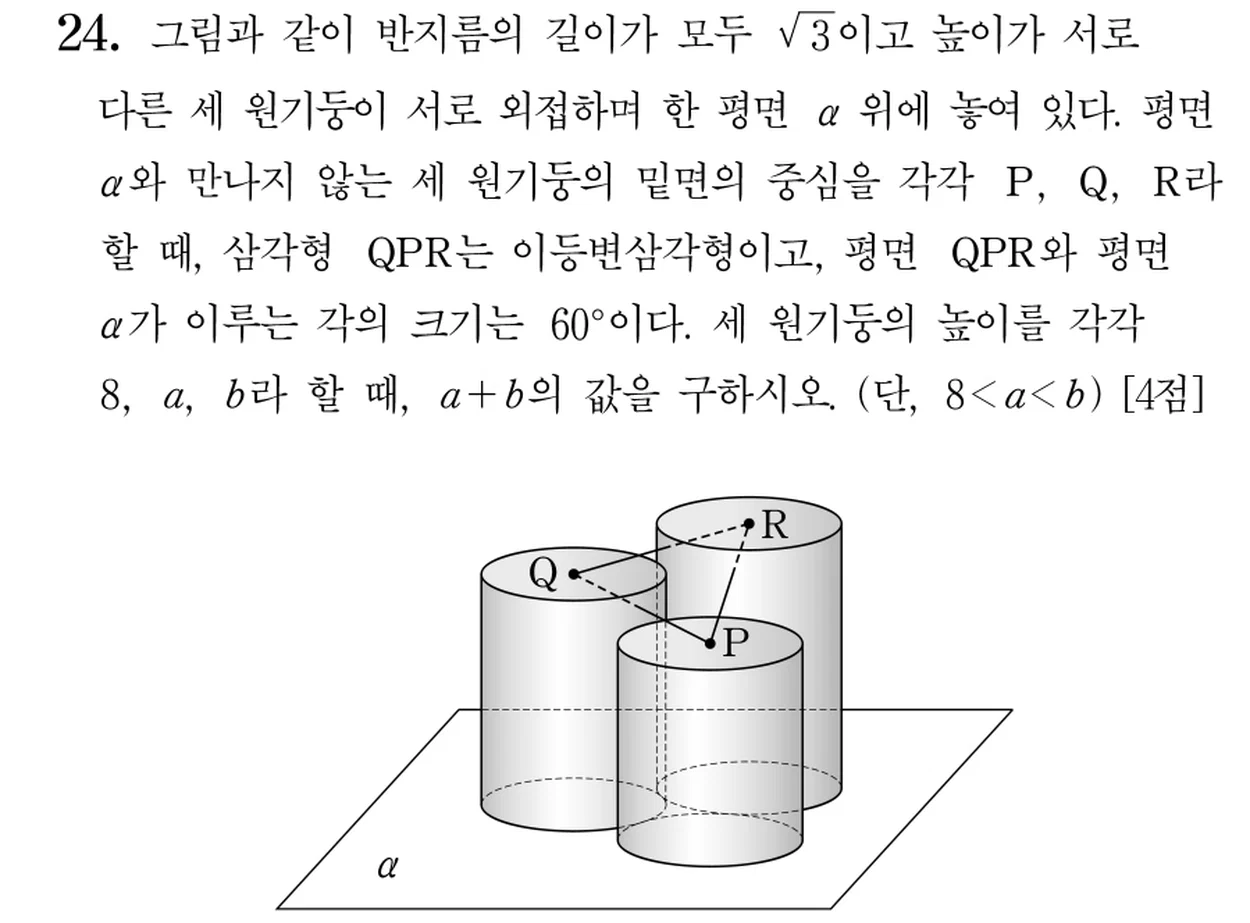 24. 그림과 같이 반지름의 길이가 모두 √3이고 높이가 서로
다른 세 원기둥이 서로 외접하며 한 평면 α 위에 놓여 있다. 평면
α와 만나지 않는 세 원기둥의 밑면의 중심을 각각 P, Q, R라
할 때, 삼각형 QPR는 이등변삼각형이고, 평면 QPR와 평면
α가 이루는 각의 크기는 60°이다. 세 원기둥의 높이를 각각
8, a, b라 할 때, a+b의 값을 구하시오. (단, 8<a<b) [4점]
R
Q
P
α